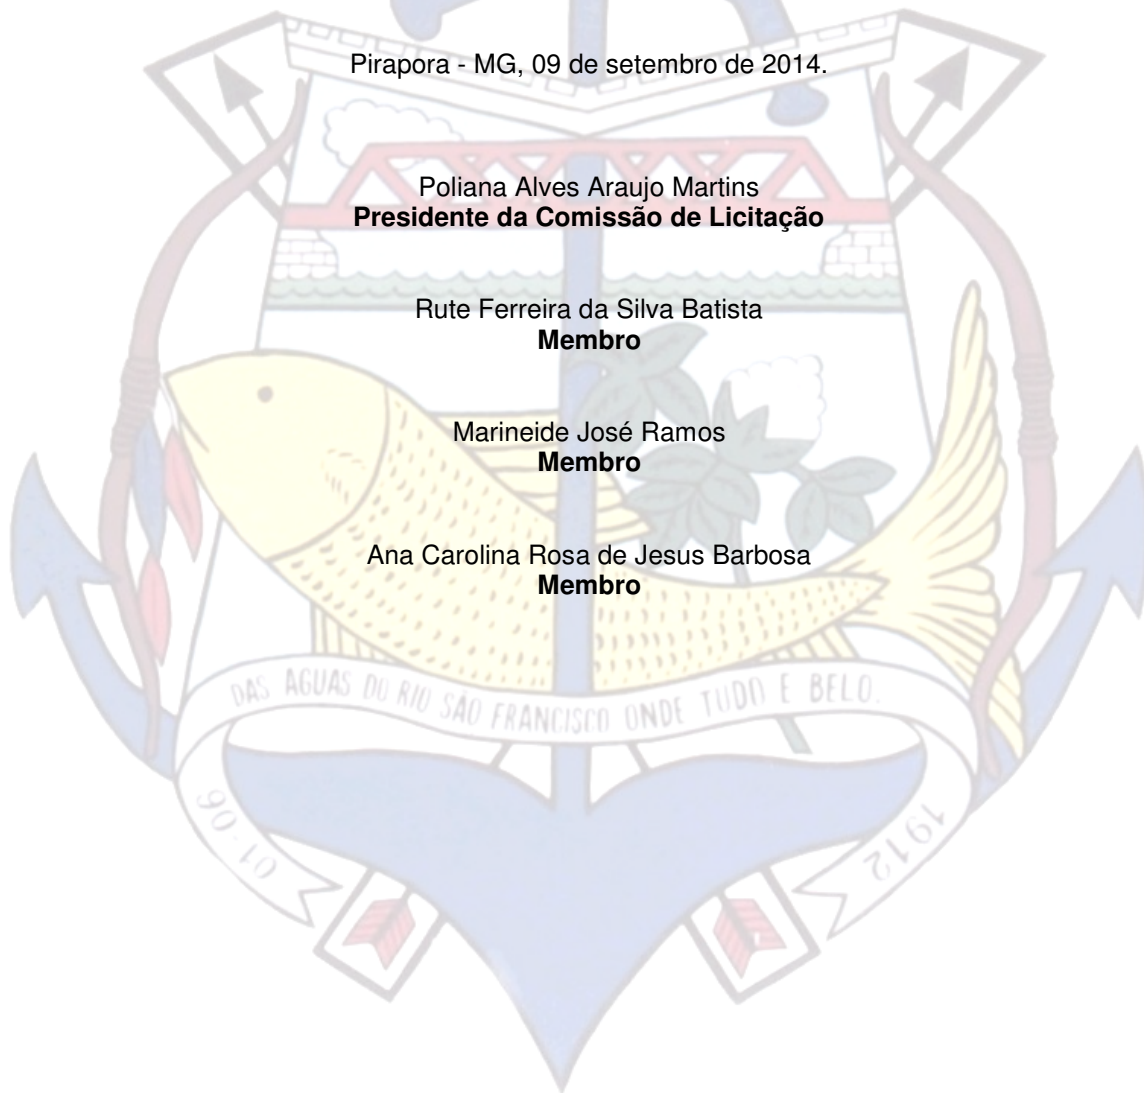 Pirapora - MG, 09 de setembro de 2014.
Poliana Alves Araujo Martins
Presidente da Comissão de Licitação
Rute Ferreira da Silva Batista
Membro
Marineide José Ramos
Membro
Ana Carolina Rosa de Jesus Barbosa
Membro
DAS AGUAS DO RIO SÃO FRANCISCO ONDE TUDO E BELO.
01·06
1912